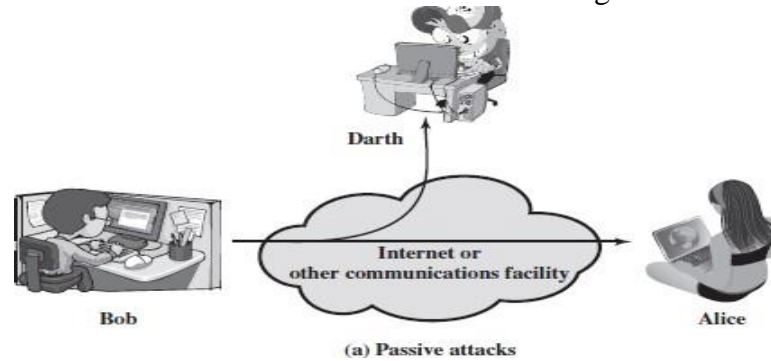 Darth
Internet or
other communications facility
Bob
Alice
(a) Passive attacks